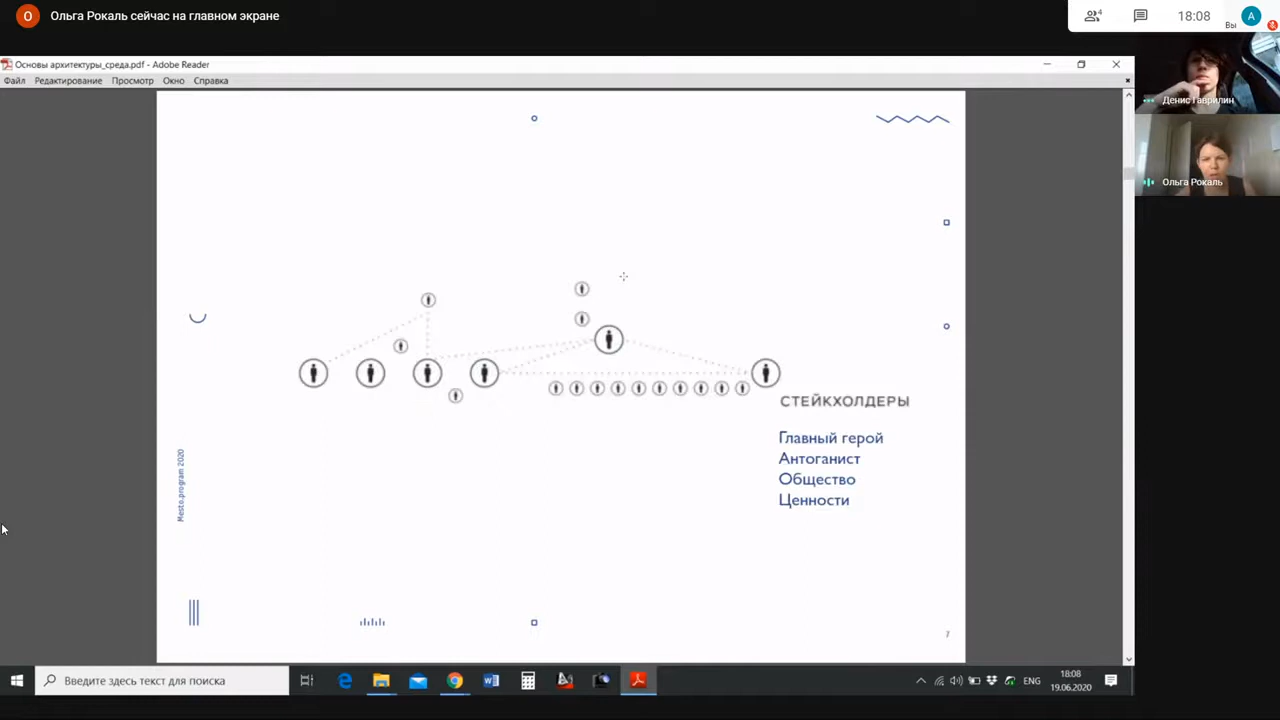 О
Ольга Рокаль сейчас на главном экране
4
18:08
Вы
А
Основы архитектуры_среда.pdf - Adobe Reader
Файл Редактирование Просмотр Окно Справка
Денис Гаврилин
Ольга Рокаль
СТЕЙКХОЛДЕРЫ
Главный герой
Антоганист
Общество
Ценности
Mesto.program 2020
7
Введите здесь текст для поиска
ENG
18:08
19.06.2020